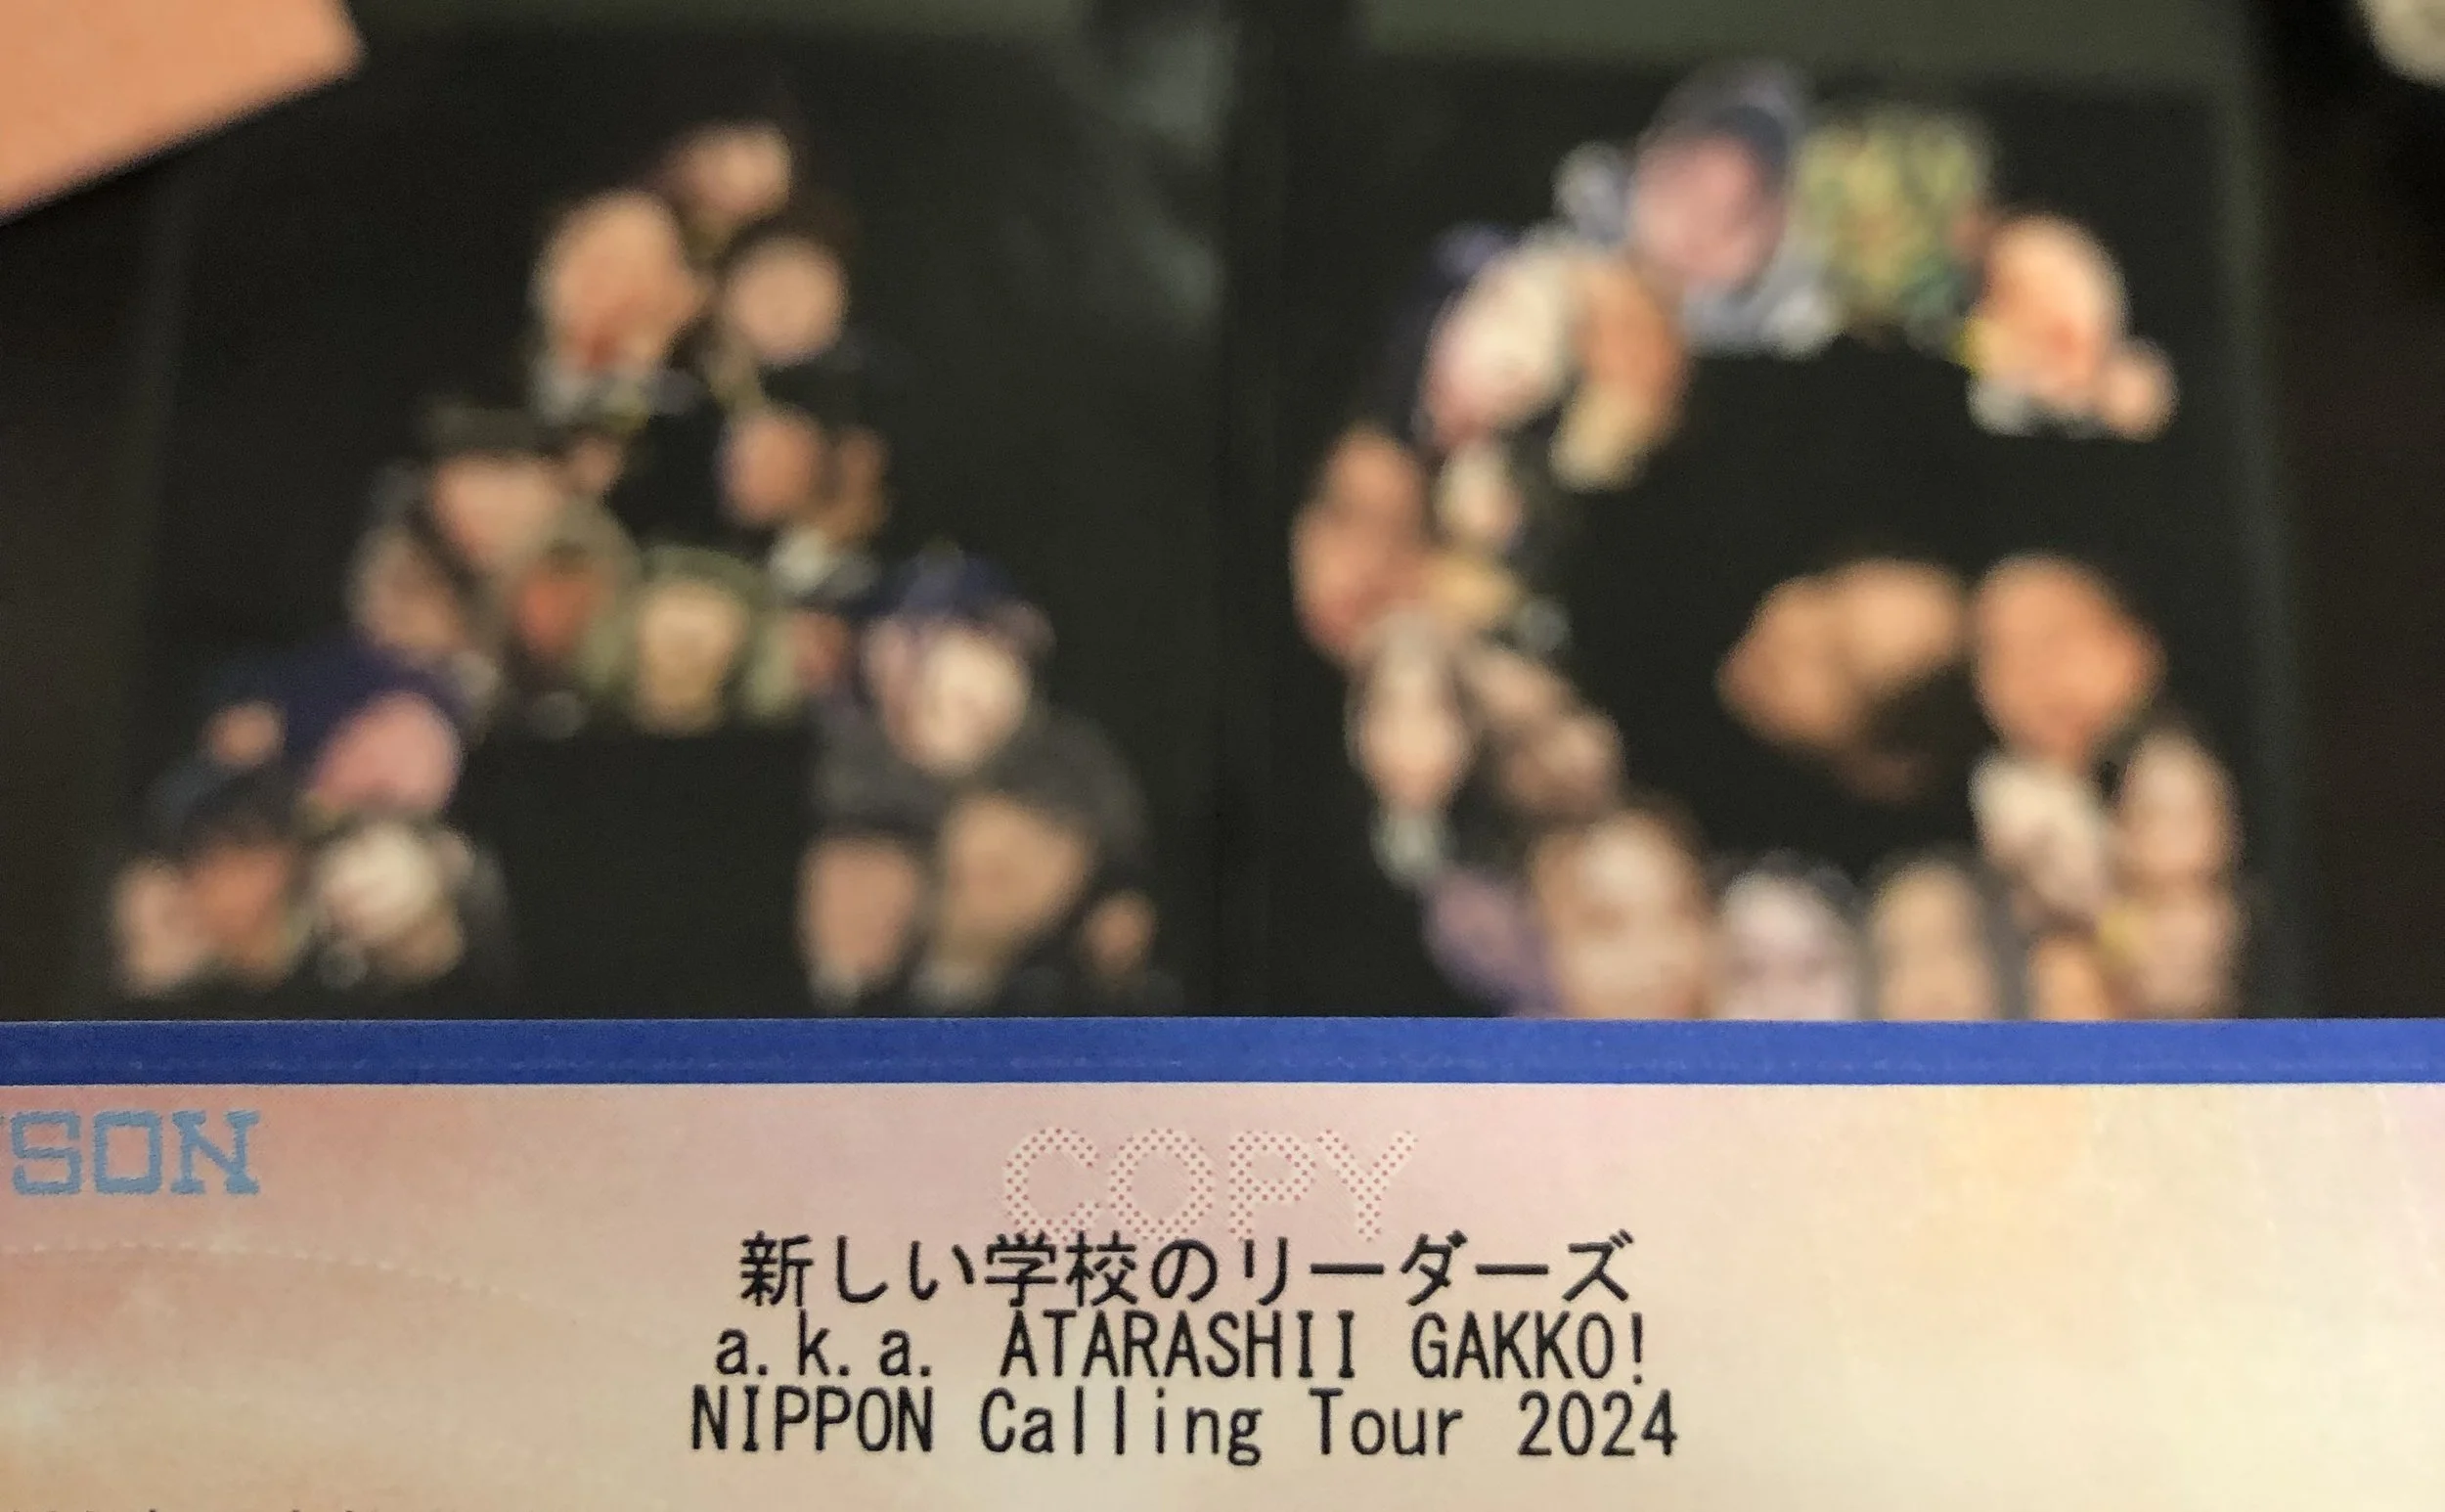 SON
COPY
新しい学校のリーダーズ
a.k.a. ATARASHII GAKKO!
NIPPON Calling Tour 2024